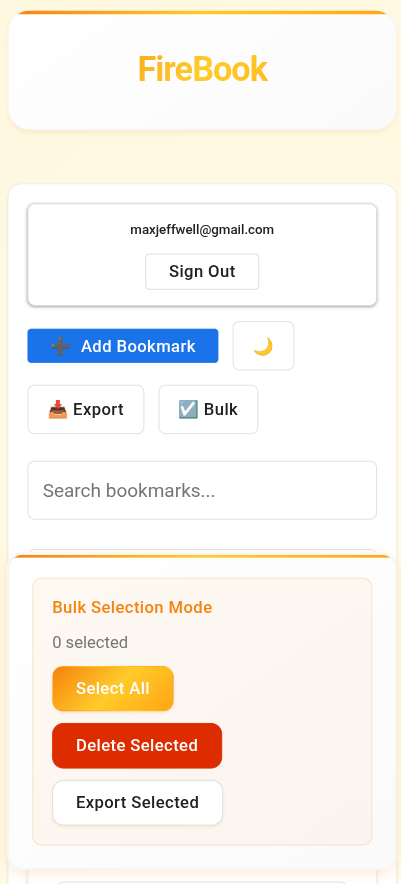 FireBook
maxjeffwell@gmail.com
Sign Out
➕ Add Bookmark
🌙
📥 Export
☑️ Bulk
Search bookmarks...
Bulk Selection Mode
0 selected
Select All
Delete Selected
Export Selected